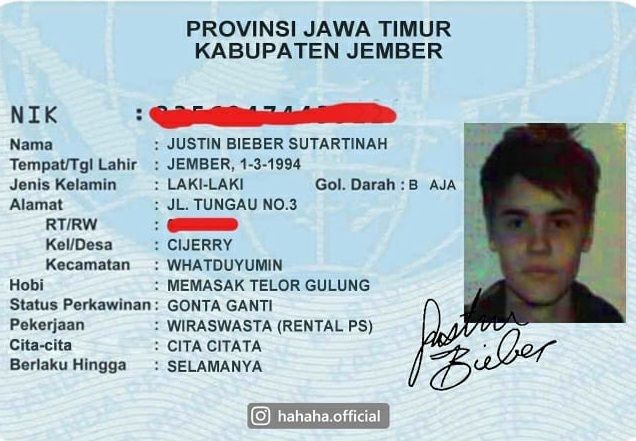 PROVINSI JAWA TIMUR
KABUPATEN JEMBER
NIK :
Nama : JUSTIN BIEBER SUTARTINAH
Tempat/Tgl Lahir : JEMBER, 1-3-1994
Jenis Kelamin : LAKI-LAKI Gol. Darah : B AJA
Alamat : JL. TUNGAU NO.3
RT/RW :
Kel/Desa : CIJERRY
Kecamatan : WHATDUYUMIN
Hobi : MEMASAK TELOR GULUNG
Status Perkawinan : GONTA GANTI
Pekerjaan : WIRASWASTA (RENTAL PS)
Cita-cita : CITA CITATA
Berlaku Hingga : SELAMANYA
Justin
Bieber
hahaha.official